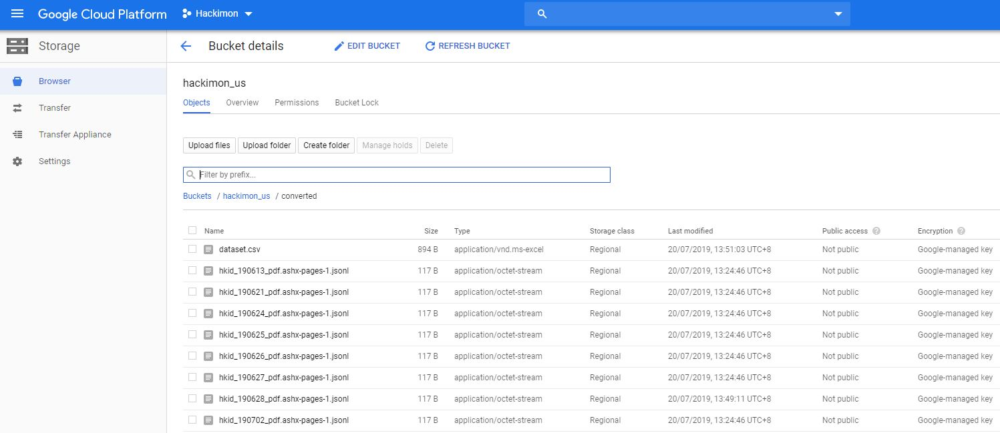 Google Cloud Platform Hackimon
Storage
Bucket details EDIT BUCKET REFRESH BUCKET
Browser
Transfer
Transfer Appliance
Settings
hackimon_us
Objects Overview Permissions Bucket Lock
Upload files Upload folder Create folder Manage holds Delete
Filter by prefix...
Buckets / hackimon_us / converted
Name Size Type Storage class Last modified Public access ? Encryption ?
dataset.csv 894 B application/vnd.ms-excel Regional 20/07/2019, 13:51:03 UTC+8 Not public Google-managed key
hkid_190613_pdf.ashx-pages-1.jsonl 117 B application/octet-stream Regional 20/07/2019, 13:24:46 UTC+8 Not public Google-managed key
hkid_190621_pdf.ashx-pages-1.jsonl 117 B application/octet-stream Regional 20/07/2019, 13:24:46 UTC+8 Not public Google-managed key
hkid_190624_pdf.ashx-pages-1.jsonl 117 B application/octet-stream Regional 20/07/2019, 13:24:46 UTC+8 Not public Google-managed key
hkid_190625_pdf.ashx-pages-1.jsonl 117 B application/octet-stream Regional 20/07/2019, 13:24:46 UTC+8 Not public Google-managed key
hkid_190626_pdf.ashx-pages-1.jsonl 117 B application/octet-stream Regional 20/07/2019, 13:24:46 UTC+8 Not public Google-managed key
hkid_190627_pdf.ashx-pages-1.jsonl 117 B application/octet-stream Regional 20/07/2019, 13:24:46 UTC+8 Not public Google-managed key
hkid_190628_pdf.ashx-pages-1.jsonl 117 B application/octet-stream Regional 20/07/2019, 13:49:11 UTC+8 Not public Google-managed key
hkid_190702_pdf.ashx-pages-1.jsonl 117 B application/octet-stream Regional 20/07/2019, 13:24:46 UTC+8 Not public Google-managed key